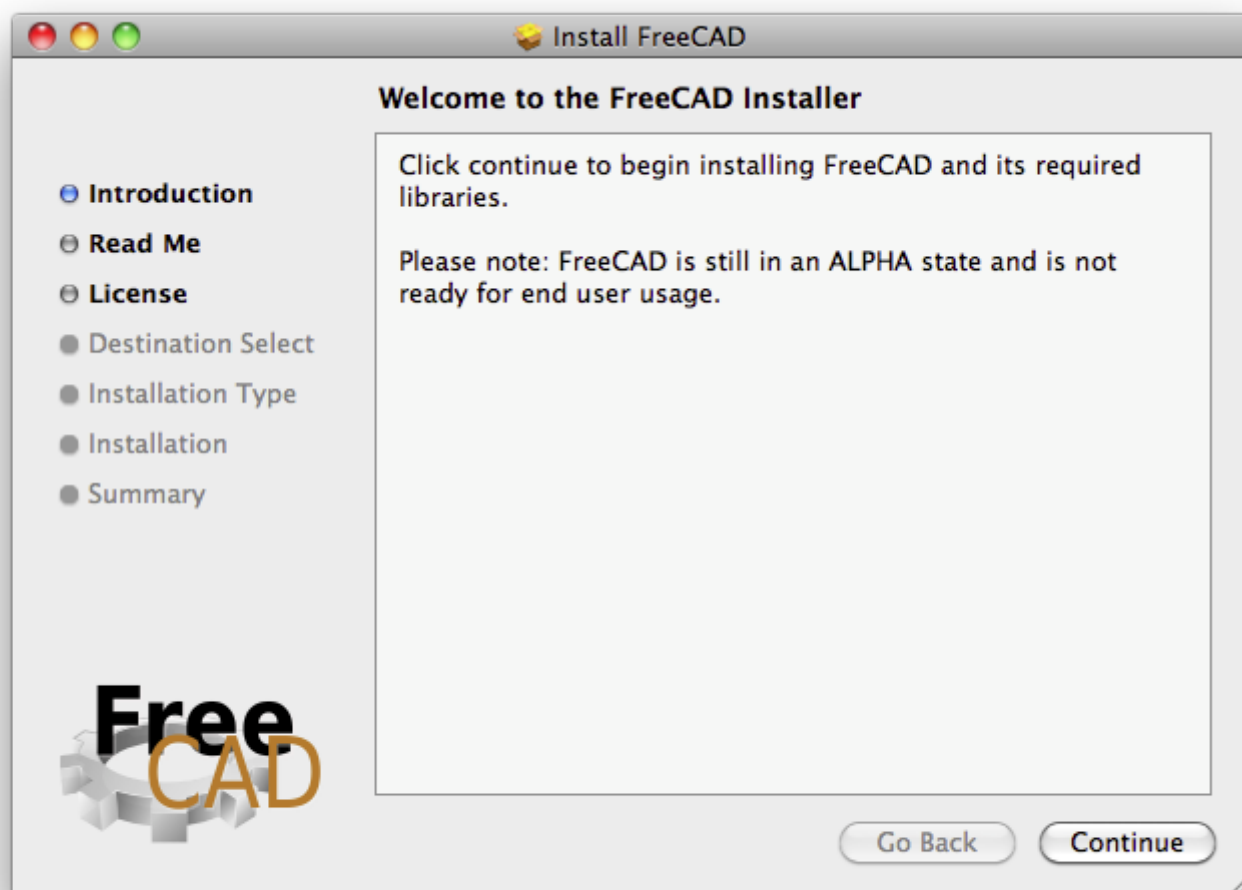 Install FreeCAD
Welcome to the FreeCAD Installer
Introduction
Read Me
License
Destination Select
Installation Type
Installation
Summary
Click continue to begin installing FreeCAD and its required
libraries.
Please note: FreeCAD is still in an ALPHA state and is not
ready for end user usage.
Free
CAD
Go Back
Continue